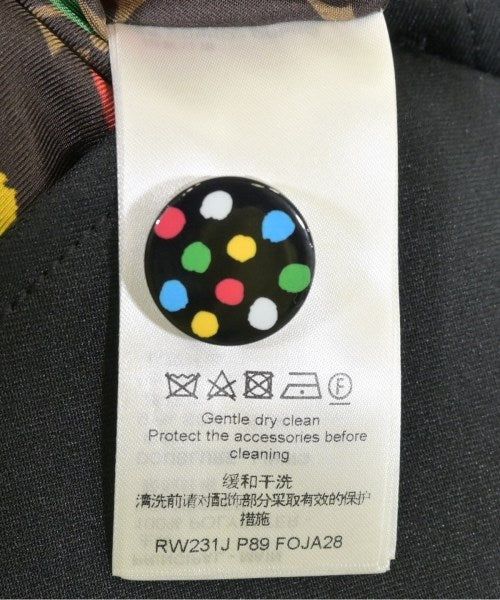 F
Gentle dry clean
Protect the accessories before
cleaning
缓和干洗
清洗前请对配饰部分采取有效的保护
措施
RW231J P89 FOJA28